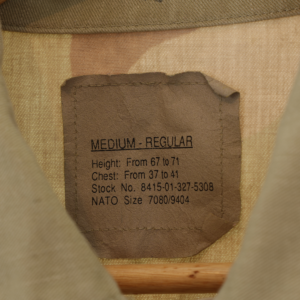 MEDIUM - REGULAR
Height: From 67 to 71
Chest: From 37 to 41
Stock No. 8415-01-327-5308
NATO Size 7080/9404